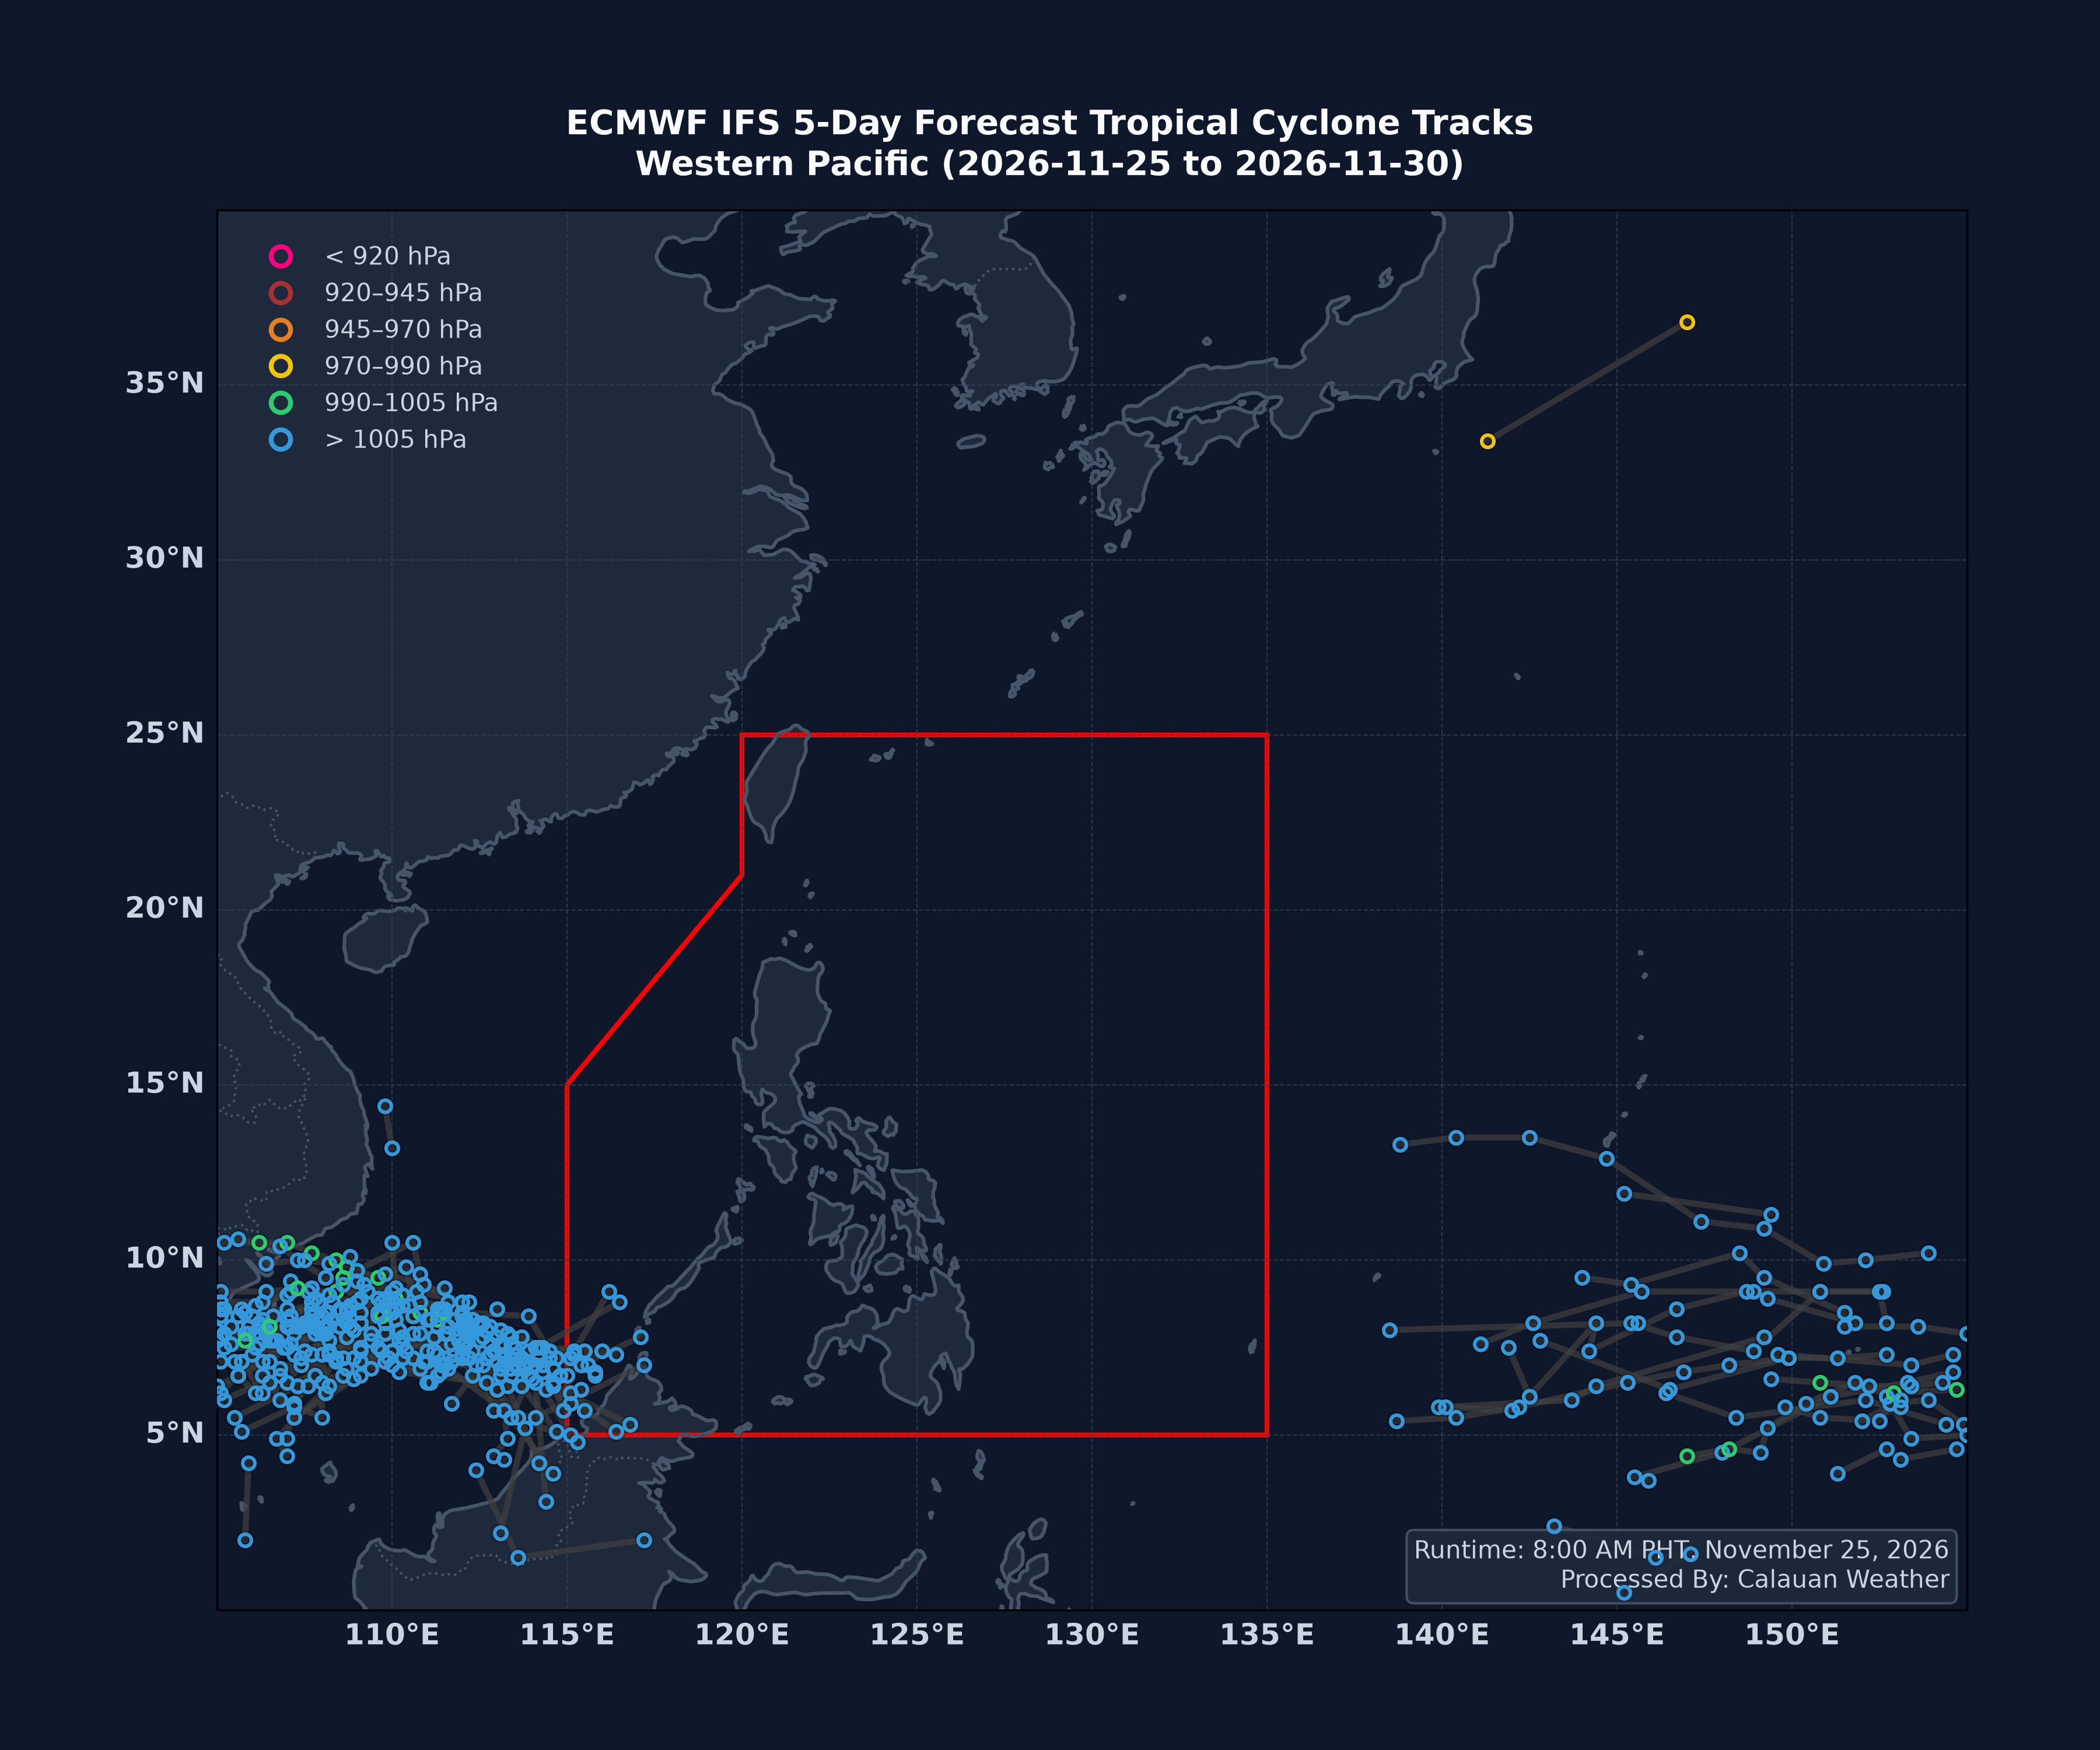 ECMWF IFS 5-Day Forecast Tropical Cyclone Tracks
Western Pacific (2026-11-25 to 2026-11-30)
< 920 hPa
920–945 hPa
945–970 hPa
970–990 hPa
990–1005 hPa
> 1005 hPa
35°N
30°N
25°N
20°N
15°N
10°N
5°N
Runtime: 8:00 AM PHT, November 25, 2026
Processed By: Calauan Weather
110°E 115°E 120°E 125°E 130°E 135°E 140°E 145°E 150°E